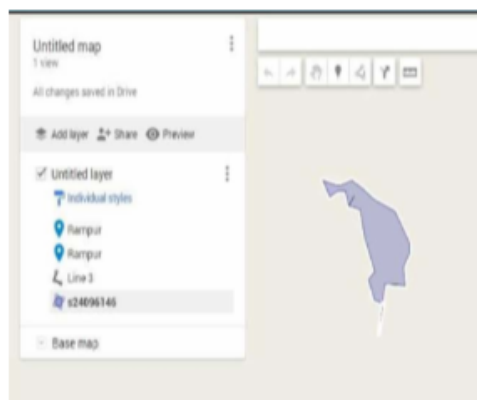 Untitled map
1 view
All changes saved in Drive
Add layer Share Preview
Untitled layer
Individual styles
Rampur
Rampur
Line 3
s24096146
Base map